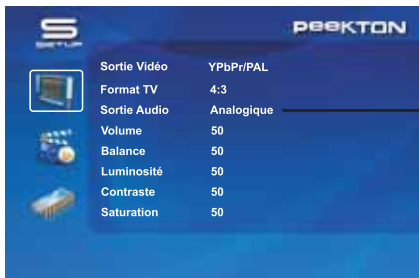 SETUP
PEEKTON
Sortie Vidéo YPbPr/PAL
Format TV 4:3
Sortie Audio Analogique
Volume 50
Balance 50
Luminosité 50
Contraste 50
Saturation 50